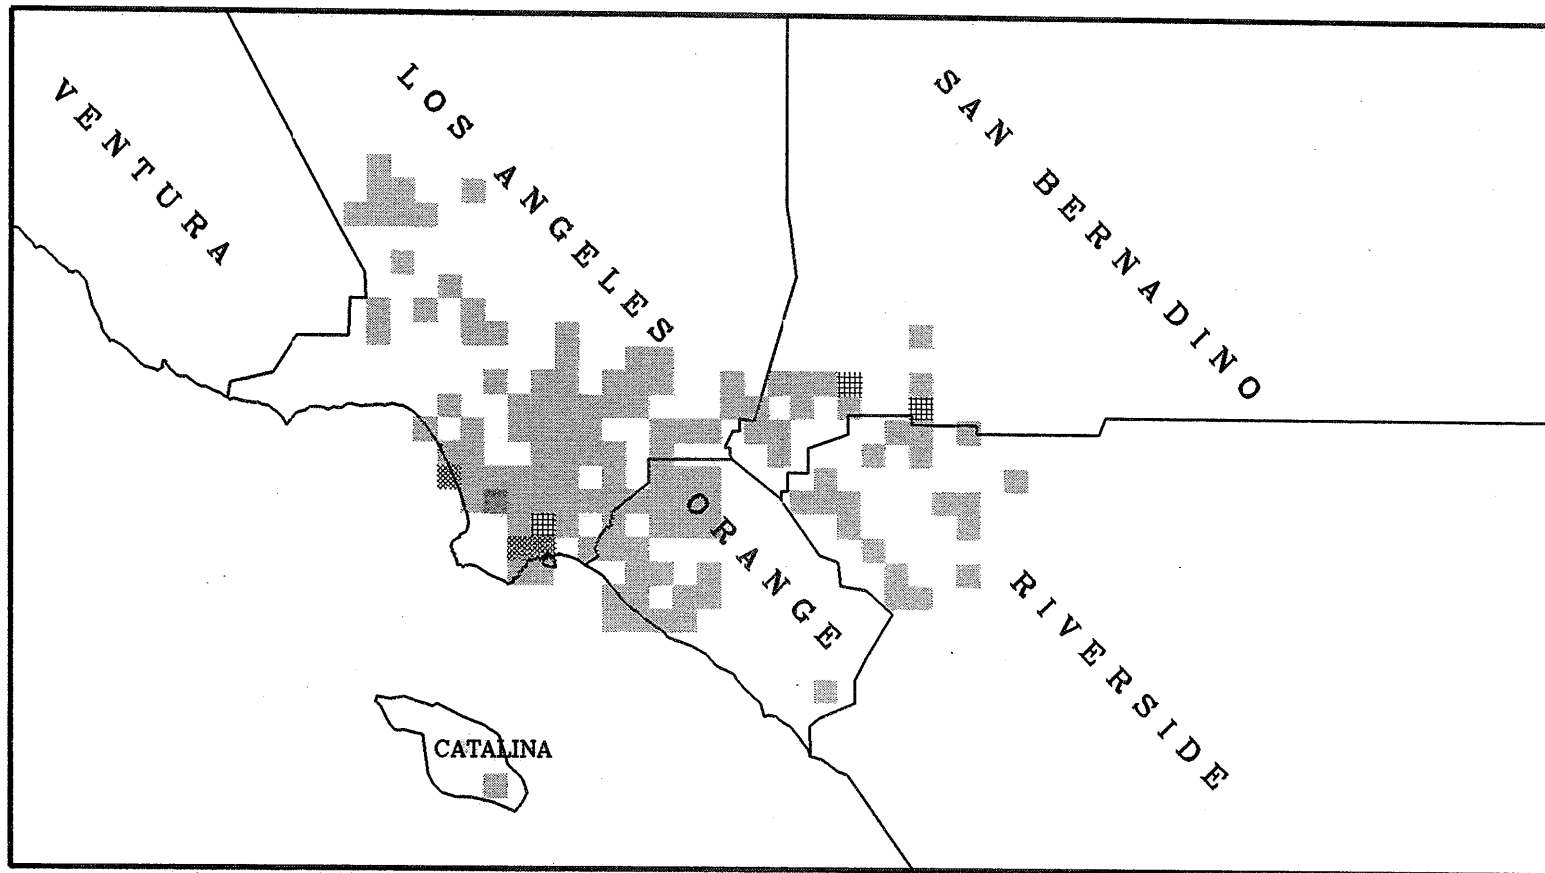 VENTURA
LOS ANGELES
SAN BERNADINO
ORANGE
RIVERSIDE
CATALINA